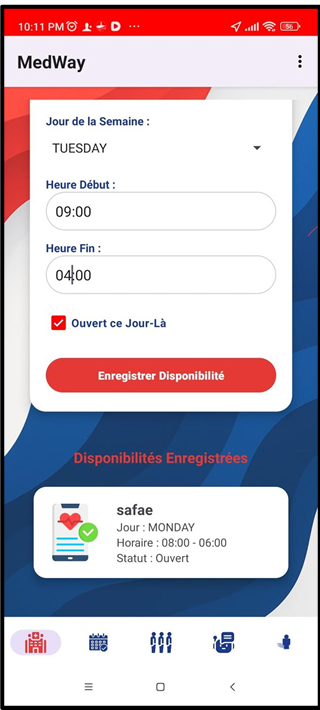 10:11 PM
56
MedWay
Jour de la Semaine :
TUESDAY
Heure Début :
09:00
Heure Fin :
04:00
Ouvert ce Jour-Là
Enregistrer Disponibilité
Disponibilités Enregistrées
safae
Jour : MONDAY
Horaire : 08:00 - 06:00
Statut : Ouvert